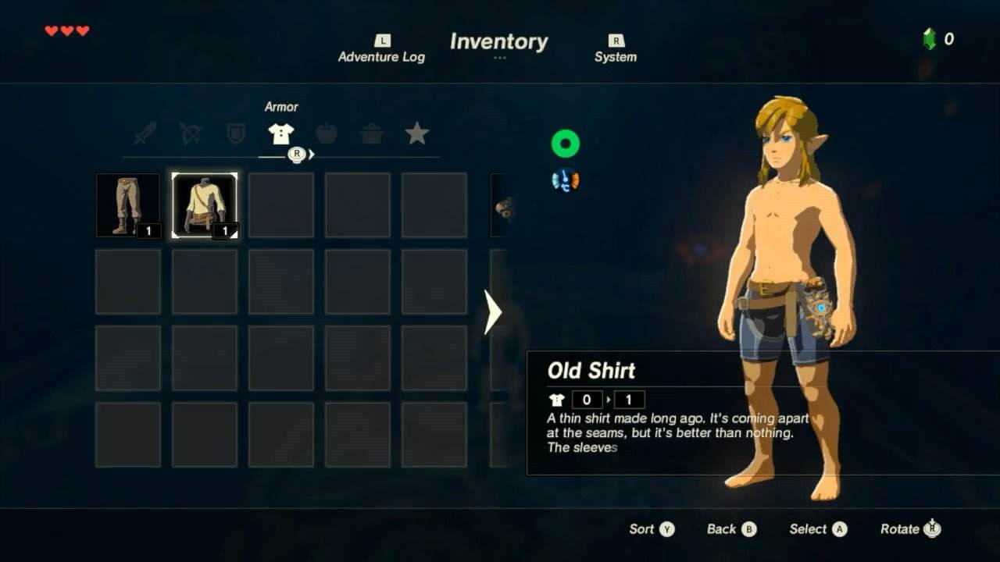 L Inventory R
Adventure Log System
0
Armor
R
1 1
°C
Old Shirt
0 1
A thin shirt made long ago. It's coming apart
at the seams, but it's better than nothing.
The sleeves
Sort Y Back B Select A Rotate R